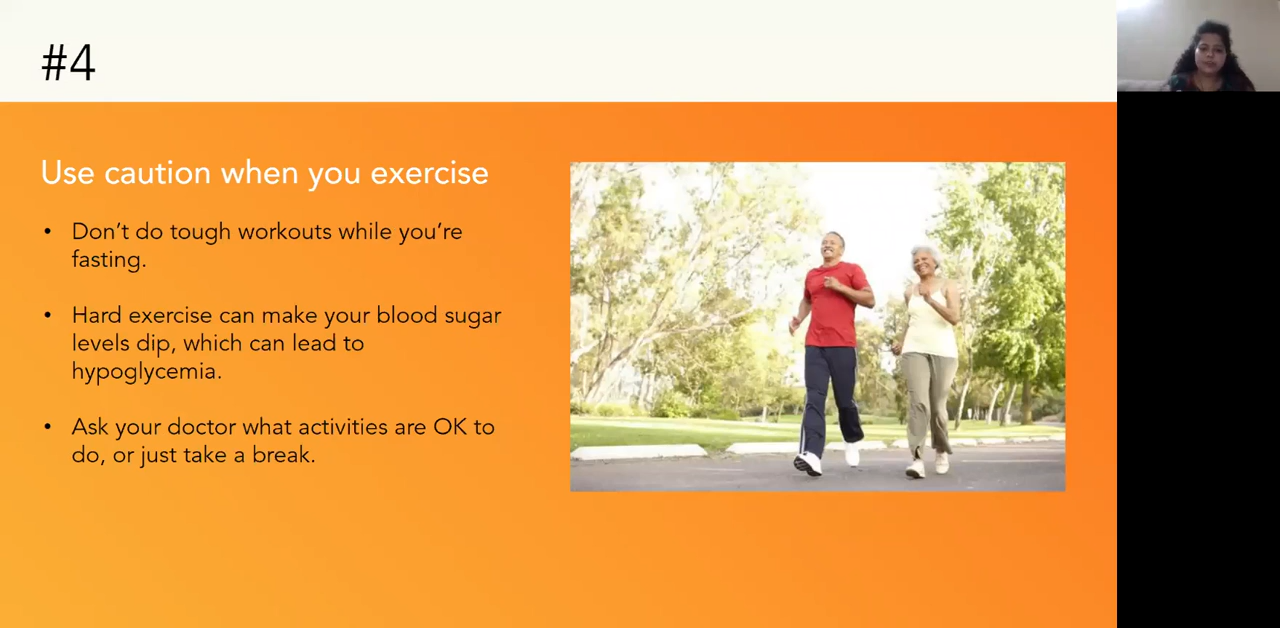 #4
Use caution when you exercise
• Don’t do tough workouts while you’re
fasting.
• Hard exercise can make your blood sugar
levels dip, which can lead to
hypoglycemia.
• Ask your doctor what activities are OK to
do, or just take a break.